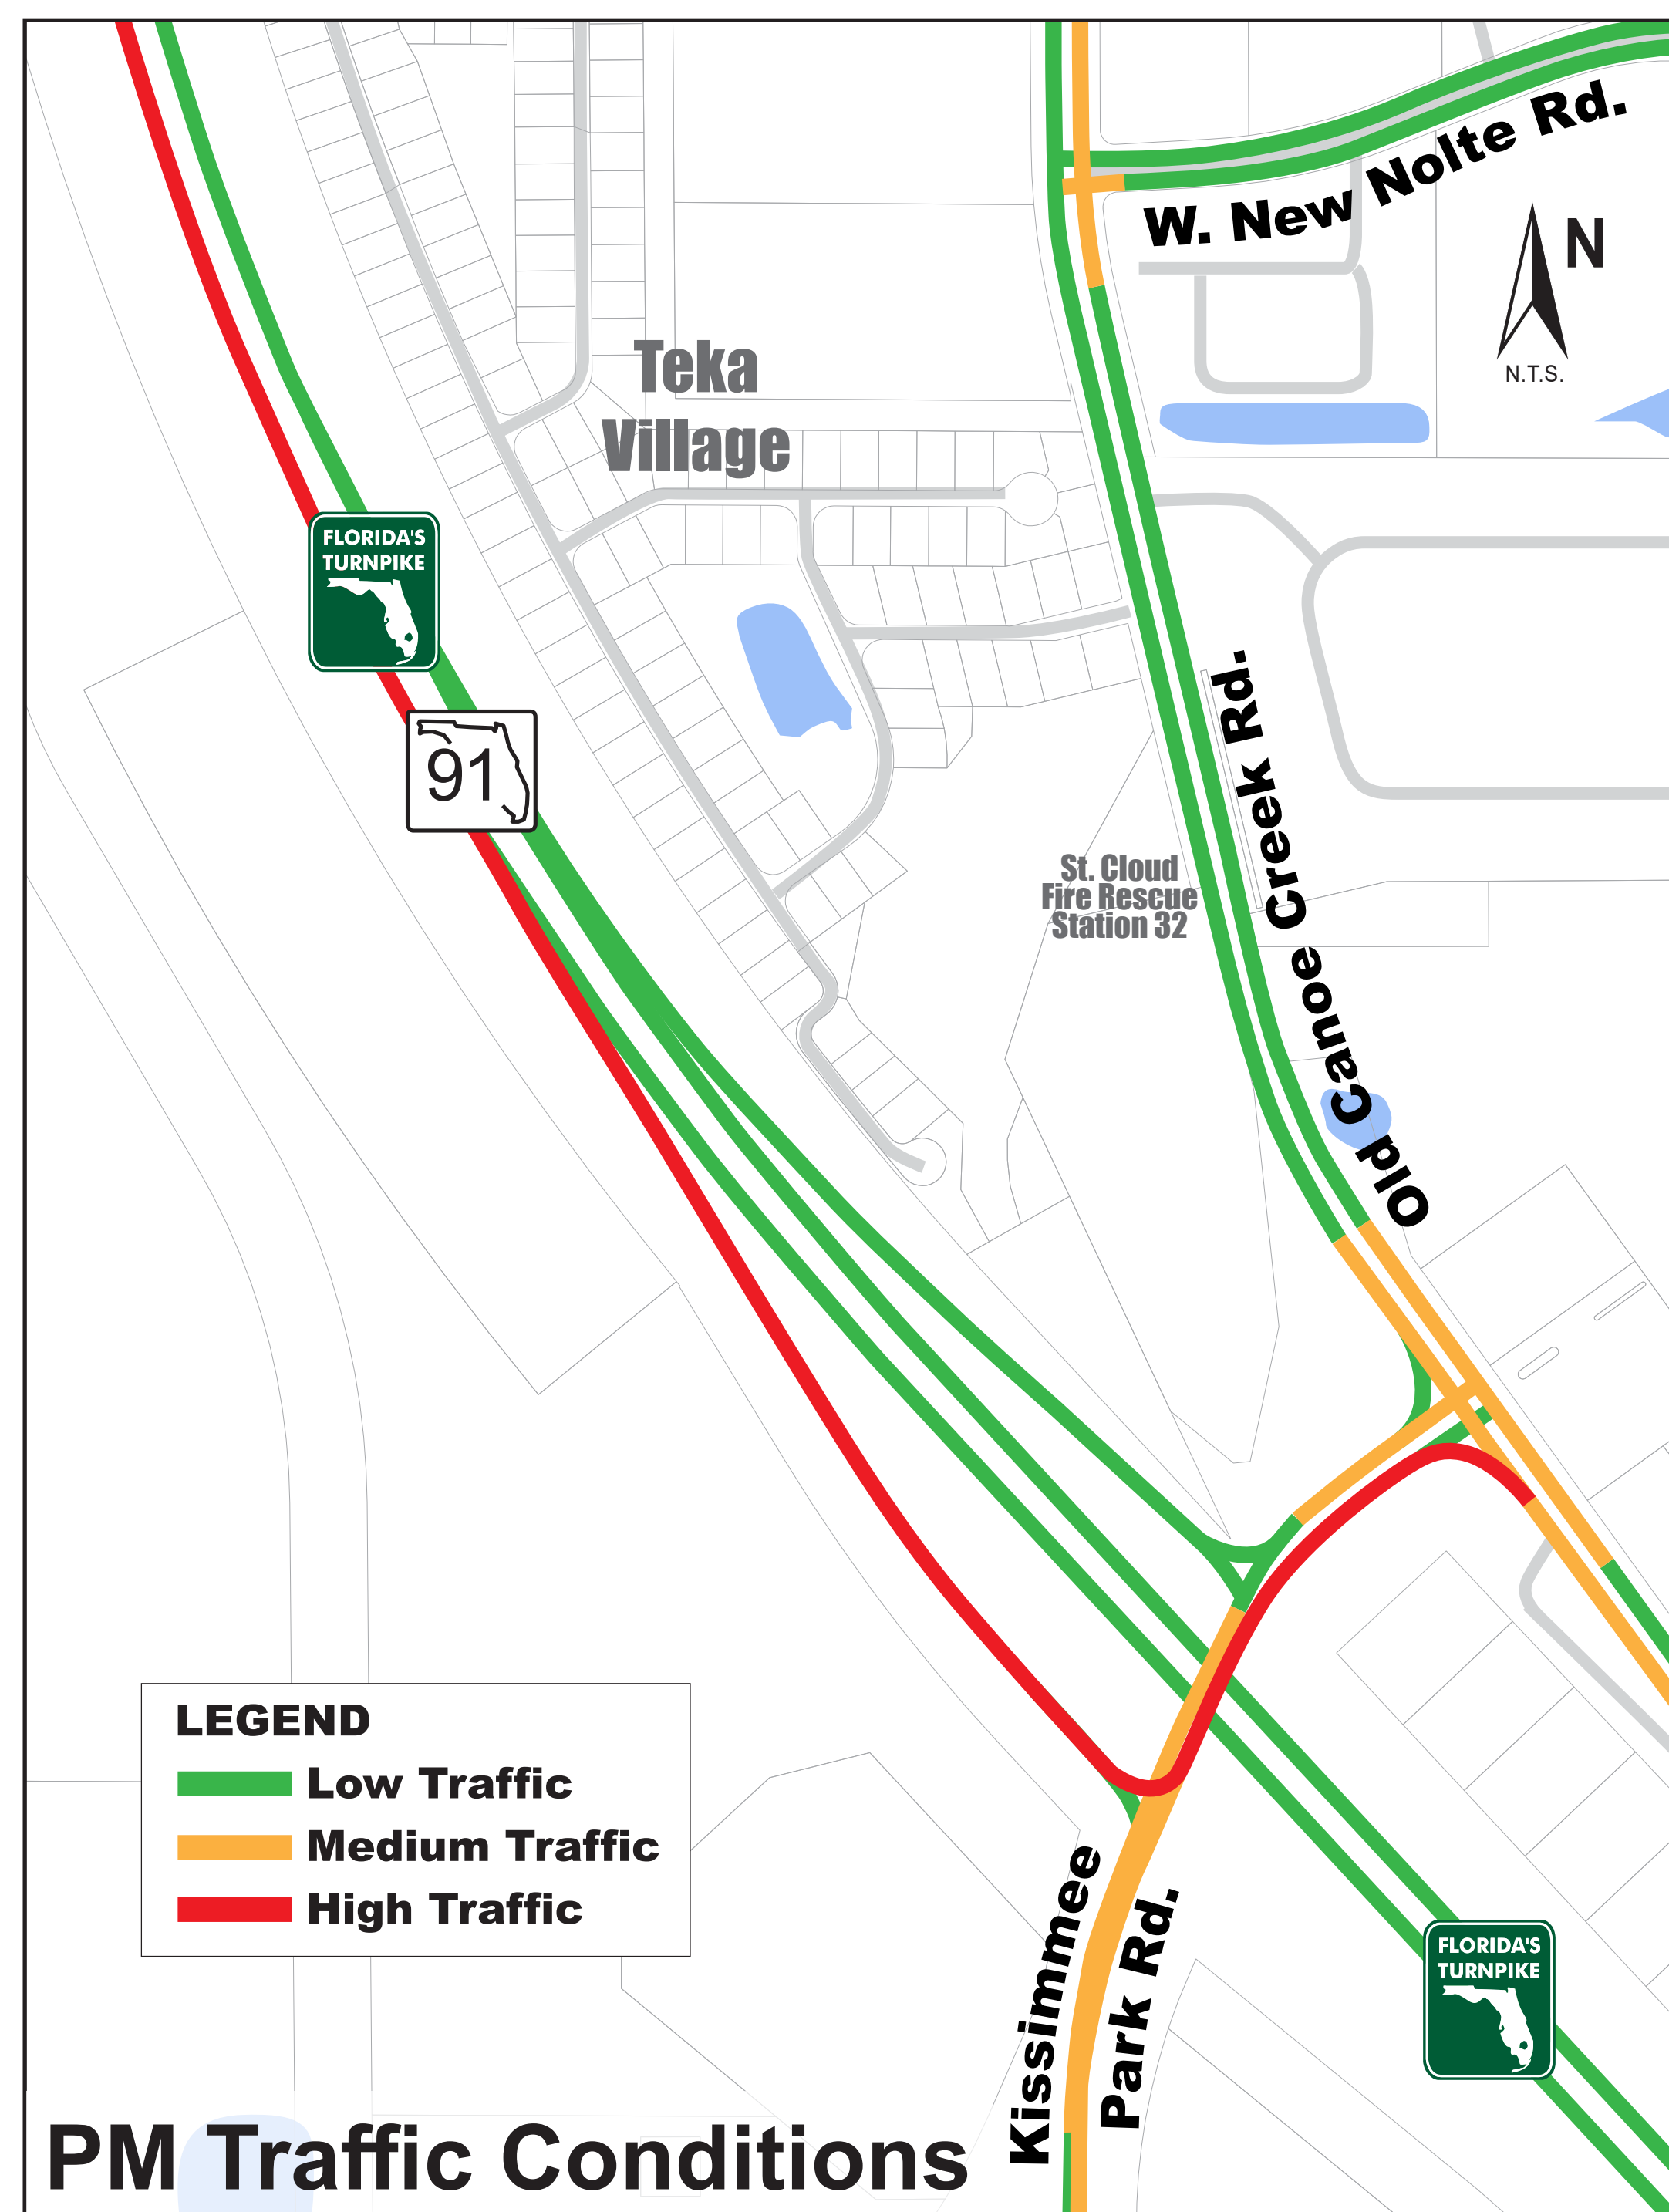 W. New Nolte Rd.
N
N.T.S.
Teka
Village
FLORIDA'S
TURNPIKE
91
Old Canoe Creek Rd.
St. Cloud
Fire Rescue
Station 32
LEGEND
Low Traffic
Medium Traffic
High Traffic
Kissimmee
Park Rd.
FLORIDA'S
TURNPIKE
PM Traffic Conditions